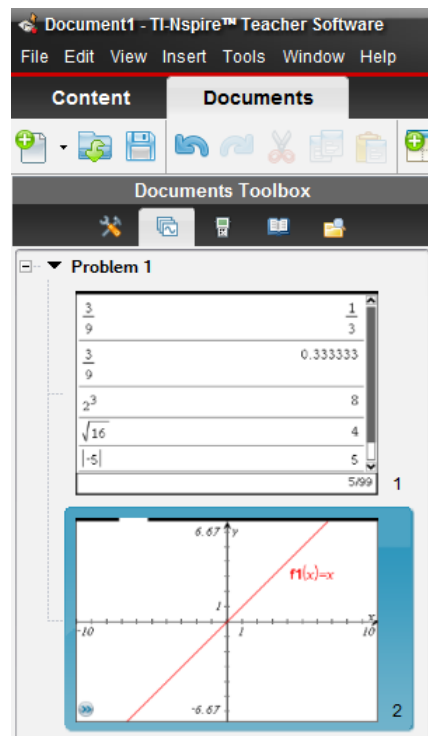 Document1 - TI-Nspire™ Teacher Software
File Edit View Insert Tools Window Help
Content Documents
Documents Toolbox
Problem 1
3/9 1/3
3/9 0.333333
2³ 8
√16 4
|-5| 5
5/99 1
6.67 y
f1(x)=x
1
x
-10 1 10
-6.67 2